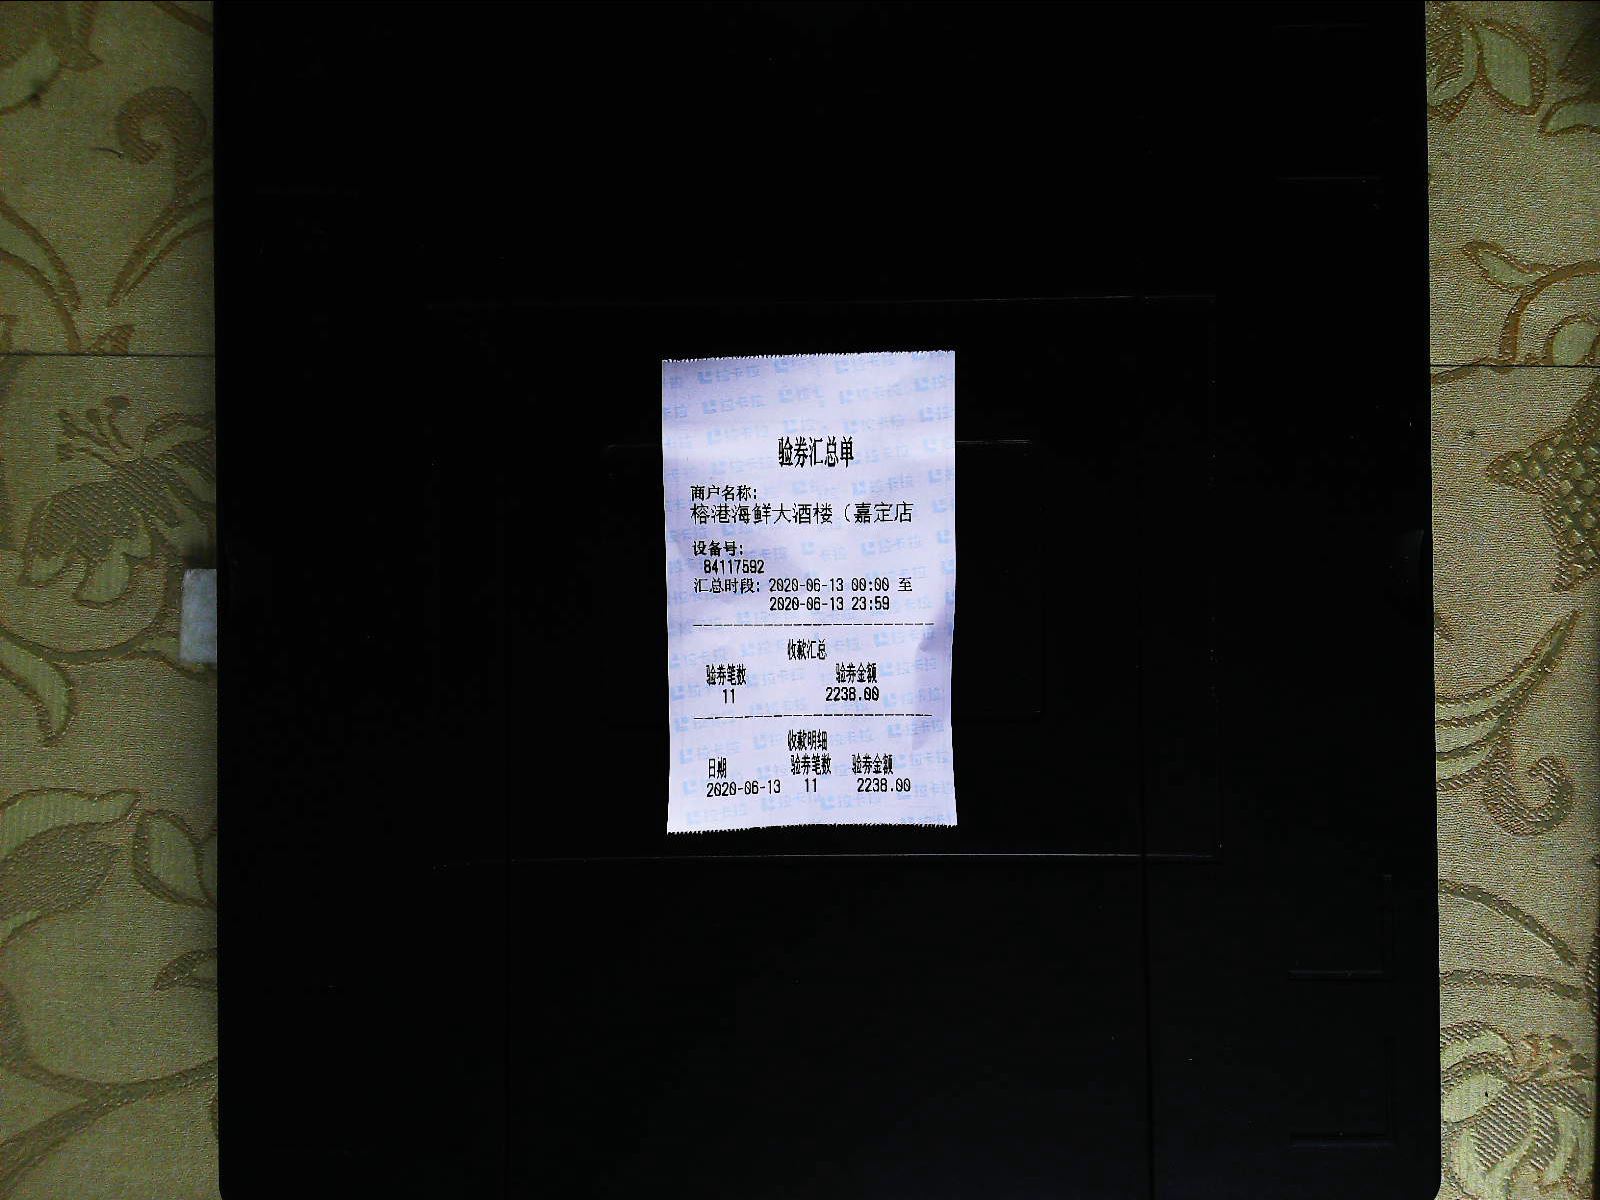 验券汇总单
商户名称:
榕港海鲜大酒楼（嘉定店
设备号:
84117592
汇总时段: 2020-06-13 00:00 至
2020-06-13 23:59
收款汇总
验券笔数 验券金额
11 2238.00
收款明细
日期 验券笔数 验券金额
2020-06-13 11 2238.00